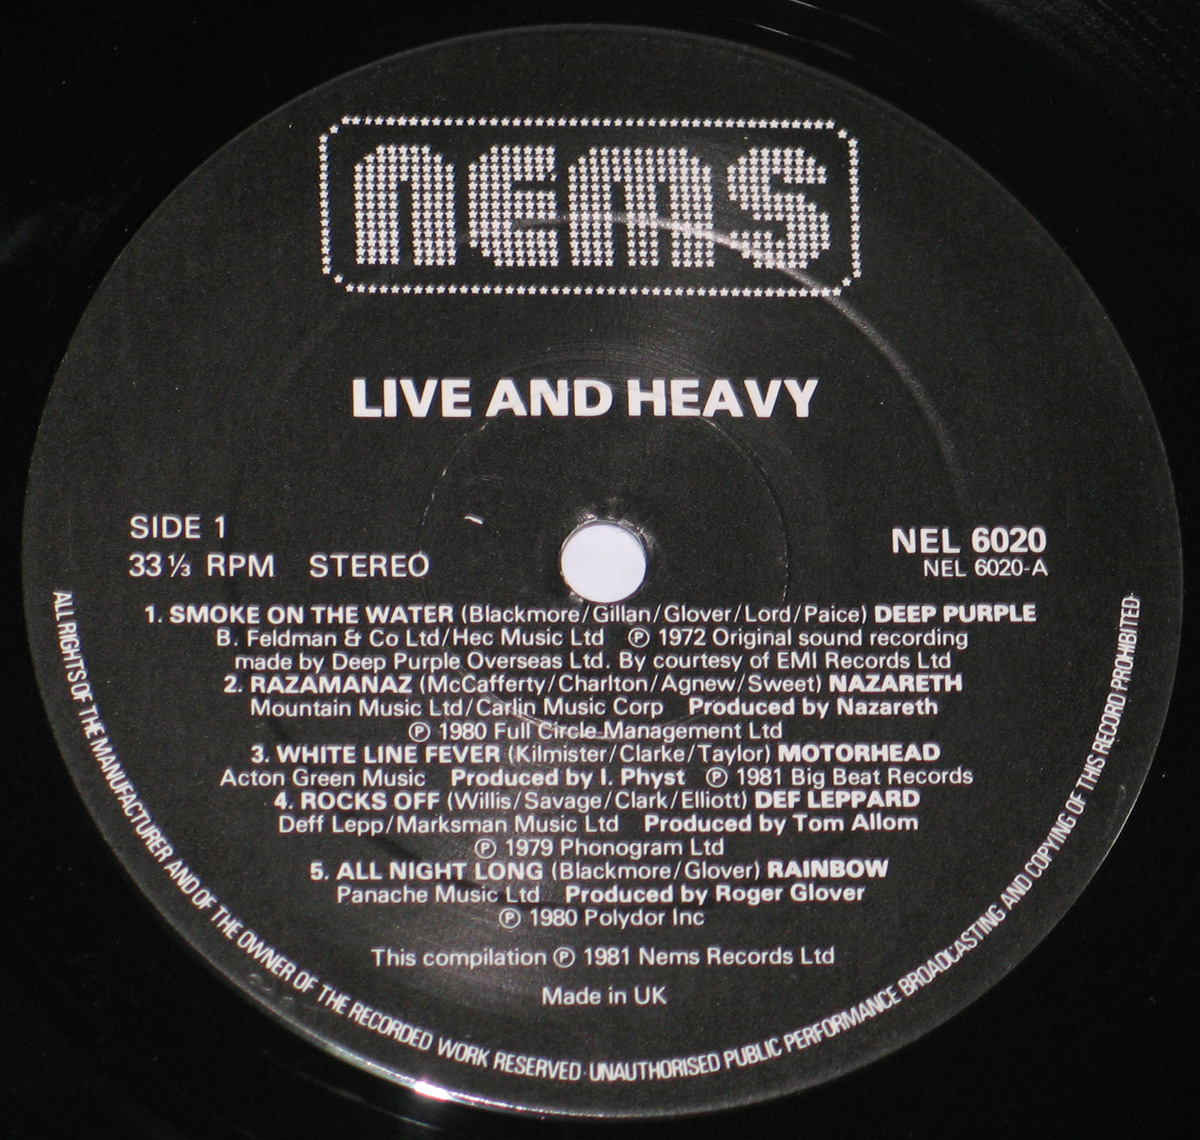 nems
LIVE AND HEAVY
SIDE 1
33 ⅓ RPM STEREO
NEL 6020
NEL 6020-A
1. SMOKE ON THE WATER (Blackmore/Gillan/Glover/Lord/Paice) DEEP PURPLE
B. Feldman & Co Ltd/Hec Music Ltd Ⓟ 1972 Original sound recording
made by Deep Purple Overseas Ltd. By courtesy of EMI Records Ltd
2. RAZAMANAZ (McCafferty/Charlton/Agnew/Sweet) NAZARETH
Mountain Music Ltd/Carlin Music Corp Produced by Nazareth
Ⓟ 1980 Full Circle Management Ltd
3. WHITE LINE FEVER (Kilmister/Clarke/Taylor) MOTORHEAD
Acton Green Music Produced by I. Physt Ⓟ 1981 Big Beat Records
4. ROCKS OFF (Willis/Savage/Clark/Elliott) DEF LEPPARD
Deff Lepp/Marksman Music Ltd Produced by Tom Allom
Ⓟ 1979 Phonogram Ltd
5. ALL NIGHT LONG (Blackmore/Glover) RAINBOW
Panache Music Ltd Produced by Roger Glover
Ⓟ 1980 Polydor Inc
This compilation Ⓟ 1981 Nems Records Ltd
Made in UK
ALL RIGHTS OF THE MANUFACTURER AND OF THE OWNER OF THE RECORDED WORK RESERVED · UNAUTHORISED PUBLIC PERFORMANCE BROADCASTING AND COPYING OF THIS RECORD PROHIBITED·